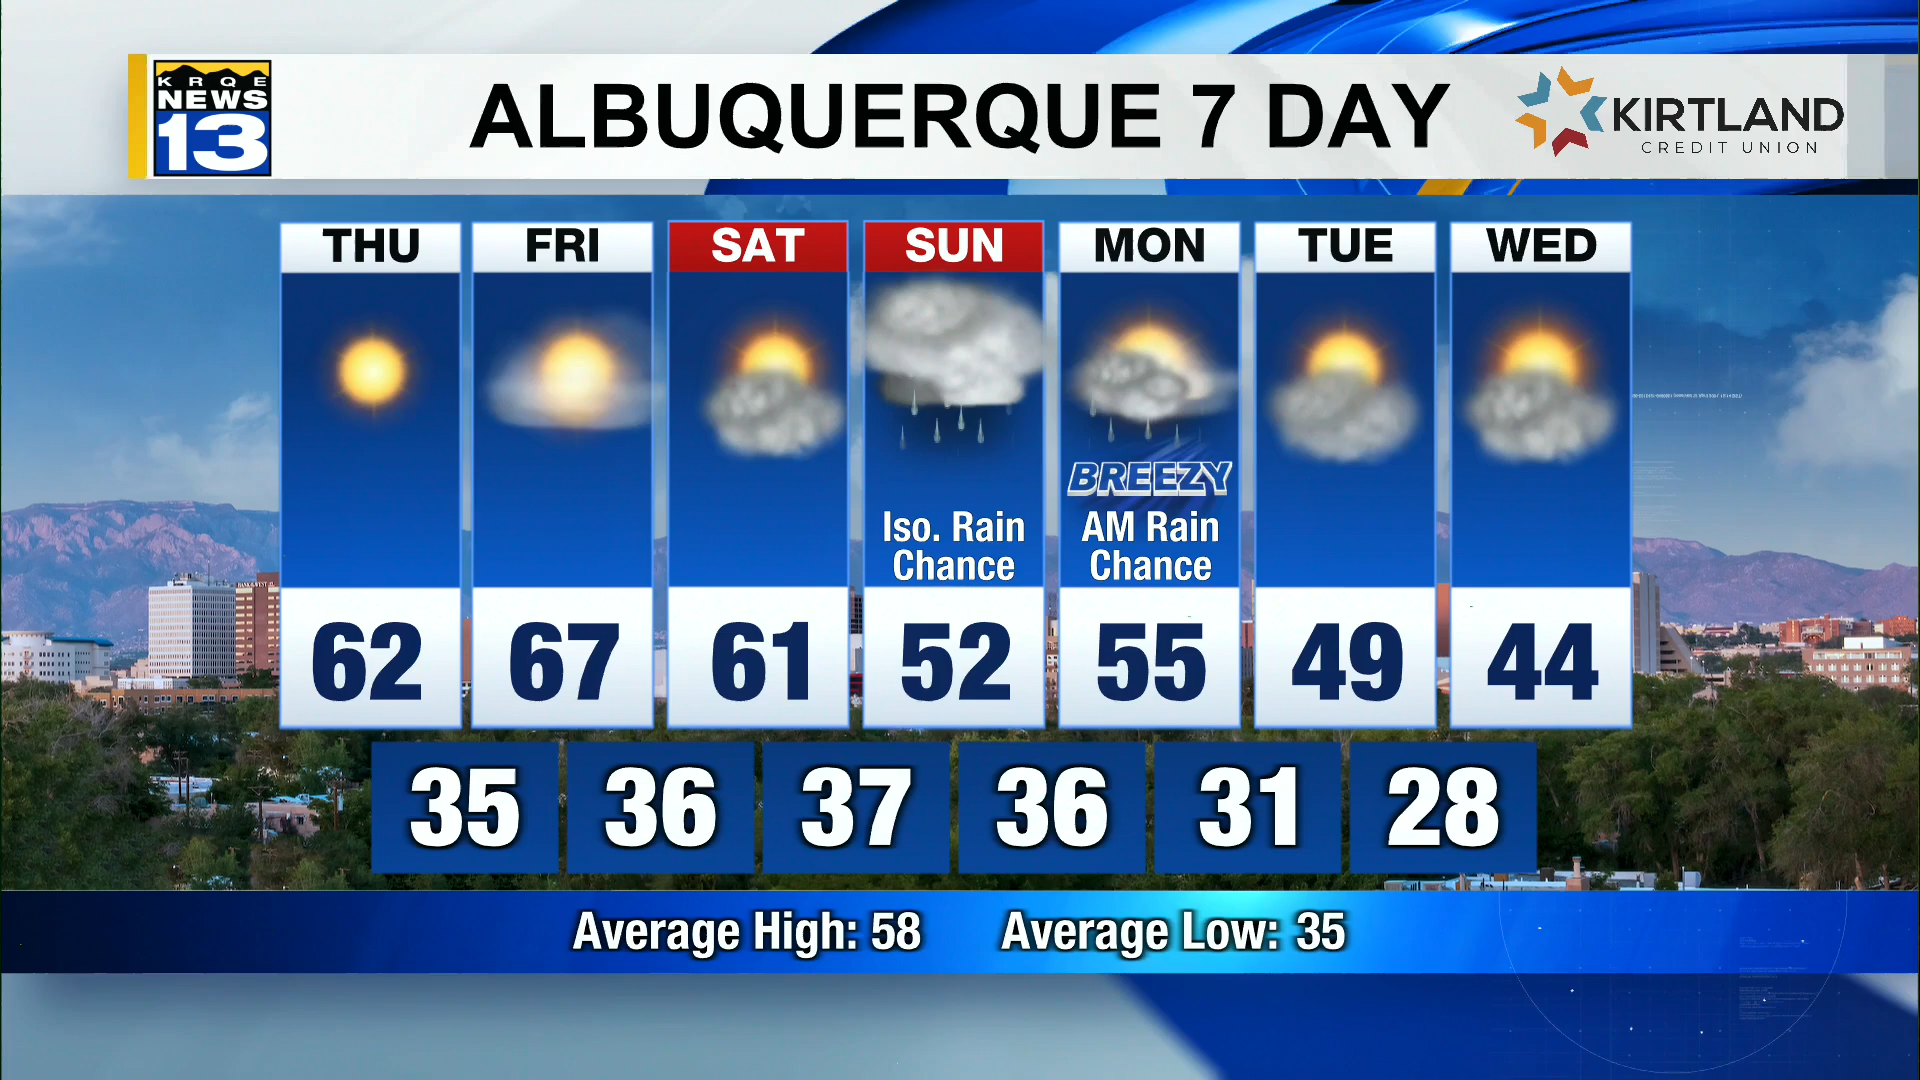 KRQE
NEWS
13
ALBUQUERQUE 7 DAY
KIRTLAND
CREDIT UNION
THU
FRI
SAT
SUN
MON
TUE
WED
BREEZY
Iso. Rain
Chance
AM Rain
Chance
62
67
61
52
55
49
44
35
36
37
36
31
28
Average High: 58
Average Low: 35